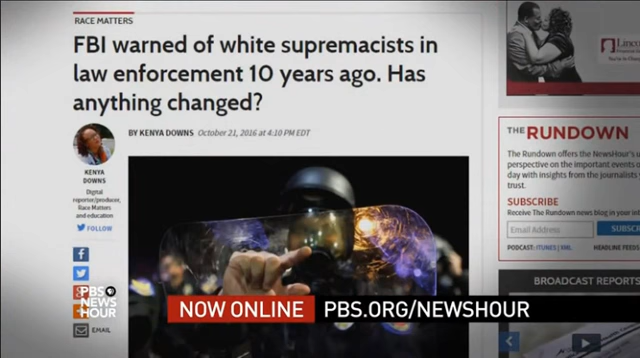 RACE MATTERS
FBI warned of white supremacists in
law enforcement 10 years ago. Has
anything changed?
BY KENYA DOWNS October 21, 2016 at 4:10 PM EDT
KENYA
DOWNS
Digital
reporter/producer,
Race Matters
and education
FOLLOW
EMAIL
PBS
NEWS
HOUR
NOW ONLINE PBS.ORG/NEWSHOUR
THE RUNDOWN
The Rundown offers the NewsHour's
perspective on the important events
day with insights from the journalists
trust.
SUBSCRIBE
Receive The Rundown news blog in your
Email Address
PODCAST: ITUNES | XML
HEADLINE
BROADCAST REPORTS